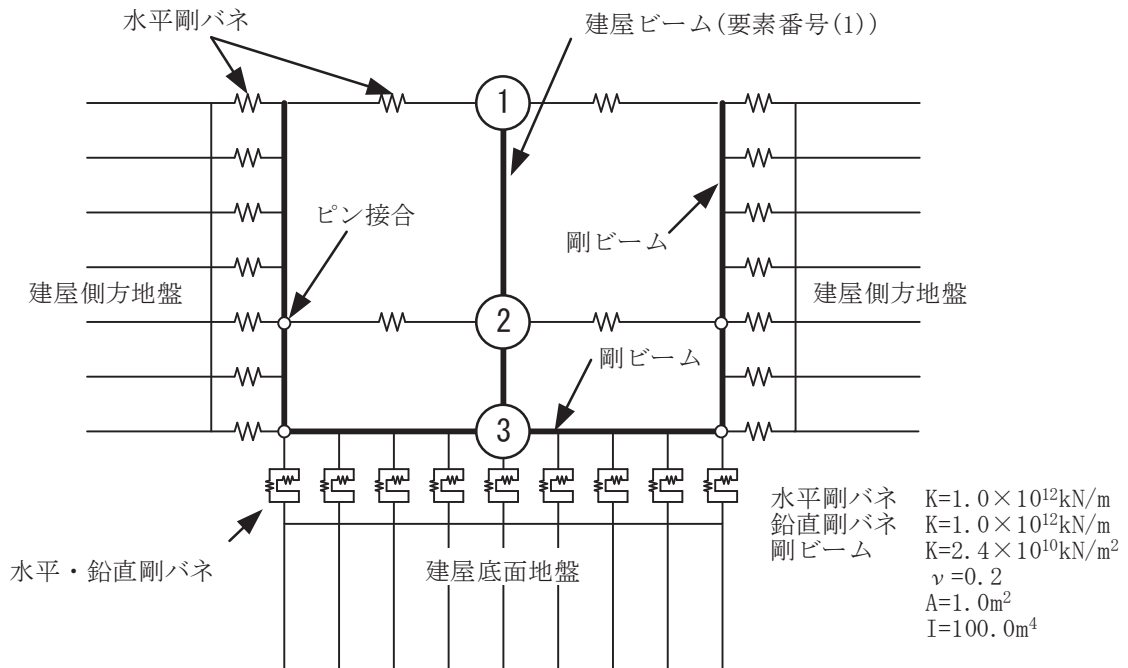 水平剛バネ
建屋ビーム(要素番号(1))
1
ピン接合
剛ビーム
建屋側方地盤
2
建屋側方地盤
剛ビーム
3
水平・鉛直剛バネ
建屋底面地盤
水平剛バネ K=1.0×10¹²kN/m
鉛直剛バネ K=1.0×10¹²kN/m
剛ビーム K=2.4×10¹⁰kN/m²
ν=0.2
A=1.0m²
I=100.0m⁴